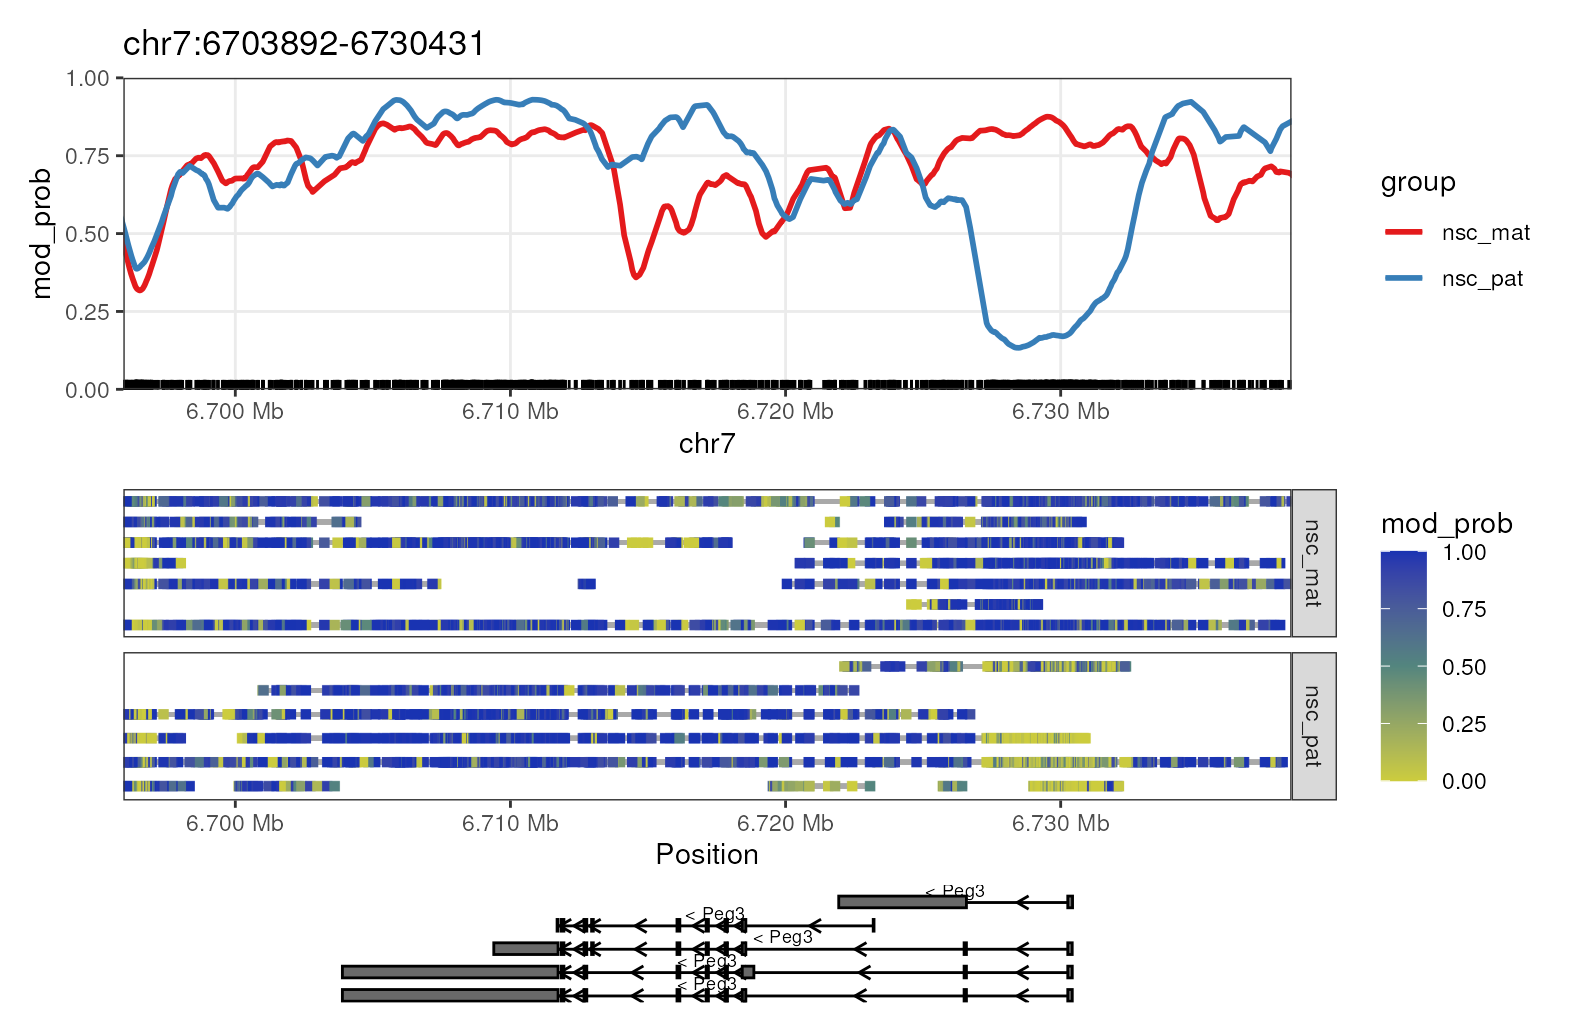 chr7:6703892-6730431
1.00
0.75
0.50
0.25
0.00
mod_prob
6.700 Mb 6.710 Mb 6.720 Mb 6.730 Mb
chr7
group
nsc_mat
nsc_pat
nsc_mat
nsc_pat
6.700 Mb 6.710 Mb 6.720 Mb 6.730 Mb
Position
mod_prob
1.00
0.75
0.50
0.25
0.00
< Peg3
< Peg3
< Peg3
< Peg3
< Peg3